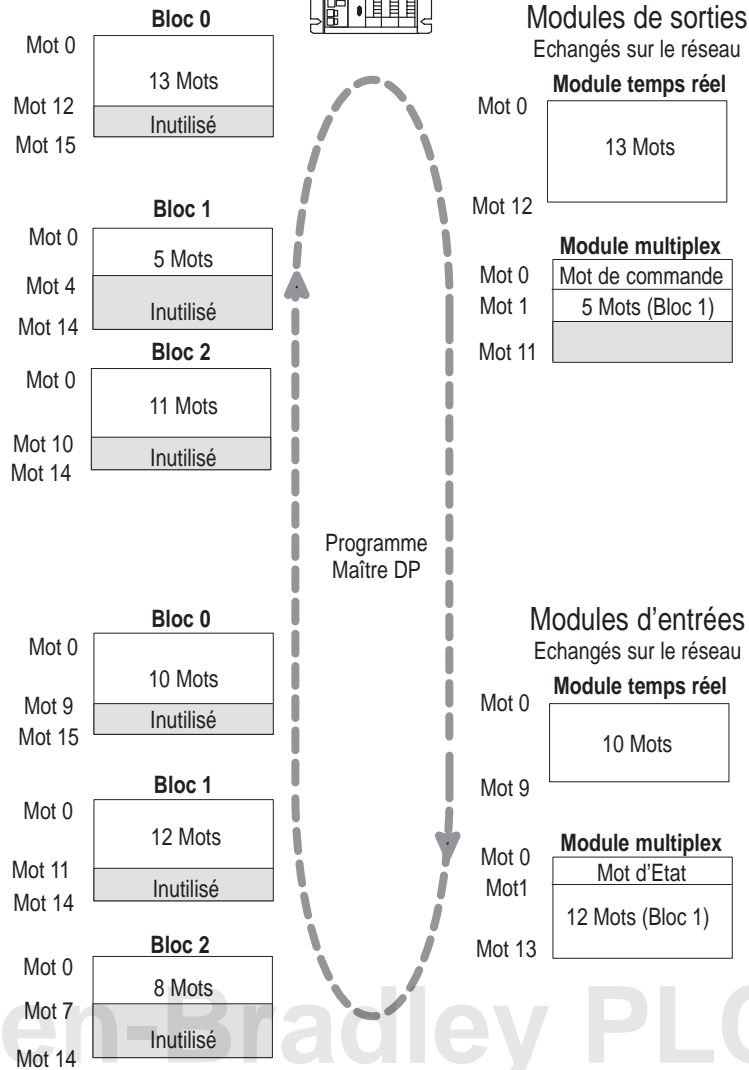 Bloc 0
Mot 0
13 Mots
Mot 12
Inutilisé
Mot 15
Bloc 1
Mot 0
5 Mots
Mot 4
Inutilisé
Mot 14
Bloc 2
Mot 0
11 Mots
Mot 10
Inutilisé
Mot 14
Modules de sorties
Echangés sur le réseau
Module temps réel
Mot 0
13 Mots
Mot 12
Module multiplex
Mot 0
Mot de commande
Mot 1
5 Mots (Bloc 1)
Mot 11
Programme
Maître DP
Bloc 0
Mot 0
10 Mots
Mot 9
Inutilisé
Mot 15
Bloc 1
Mot 0
12 Mots
Mot 11
Inutilisé
Mot 14
Bloc 2
Mot 0
8 Mots
Mot 7
Inutilisé
Mot 14
Modules d'entrées
Echangés sur le réseau
Module temps réel
Mot 0
10 Mots
Mot 9
Module multiplex
Mot 0
Mot d'Etat
Mot1
12 Mots (Bloc 1)
Mot 13
en-Bradley PLC